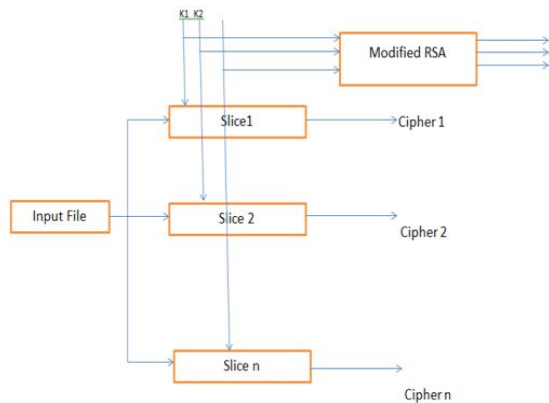 K1 K2
Modified RSA
Slice1
Cipher 1
Input File
Slice 2
Cipher 2
Slice n
Cipher n